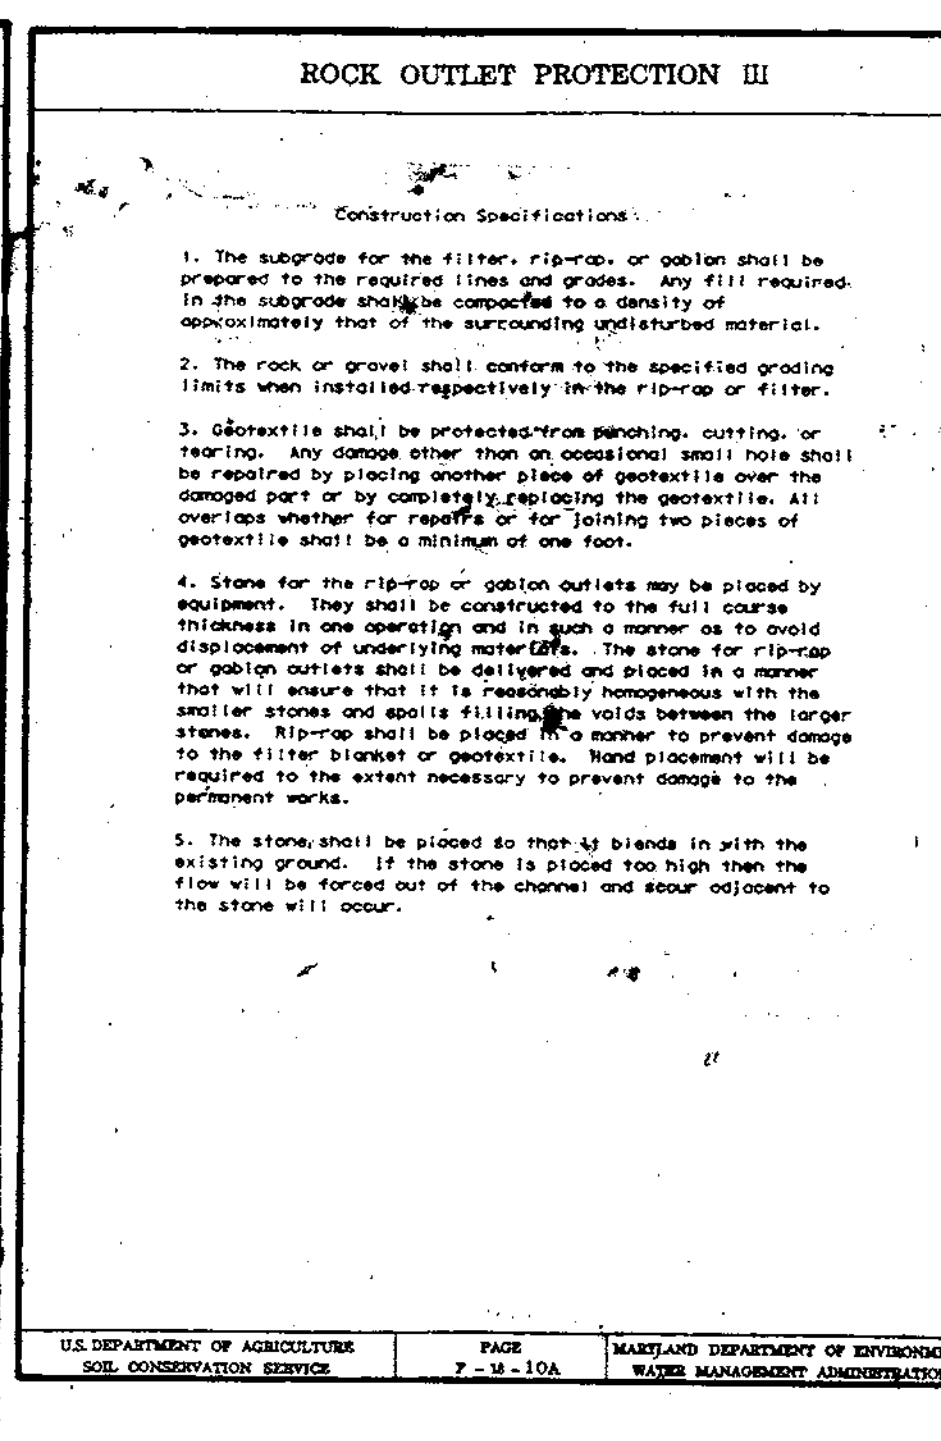 ROCK OUTLET PROTECTION III
Construction Specifications
1. The subgrade for the filter, rip-rap, or gabion shall be
prepared to the required lines and grades. Any fill required
in the subgrade shall be compacted to a density of
approximately that of the surrounding undisturbed material.
2. The rock or gravel shall conform to the specified grading
limits when installed respectively in the rip-rap or filter.
3. Geotextile shall be protected from punching, cutting, or
tearing. Any damage other than an occasional small hole shall
be repaired by placing another piece of geotextile over the
damaged part or by completely replacing the geotextile. All
overlaps whether for repairs or for joining two pieces of
geotextile shall be a minimum of one foot.
4. Stone for the rip-rap or gabion outlets may be placed by
equipment. They shall be constructed to the full course
thickness in one operation and in such a manner as to avoid
displacement of underlying materials. The stone for rip-rap
or gabion outlets shall be delivered and placed in a manner
that will ensure that it is reasonably homogeneous with the
smaller stones and spalls filling the voids between the larger
stones. Rip-rap shall be placed in a manner to prevent damage
to the filter blanket or geotextile. Hand placement will be
required to the extent necessary to prevent damage to the
permanent works.
5. The stone shall be placed so that it blends in with the
existing ground. If the stone is placed too high then the
flow will be forced out of the channel and scour adjacent to
the stone will occur.
U.S. DEPARTMENT OF AGRICULTURE
SOIL CONSERVATION SERVICE
PAGE
F - 18 - 10A
MARYLAND DEPARTMENT OF ENVIRONME
WATER MANAGEMENT ADMINISTRATION